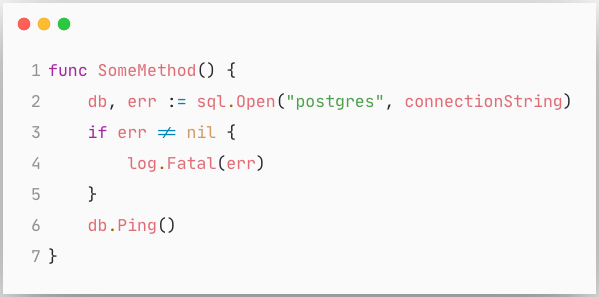 1 func SomeMethod() {
2     db, err := sql.Open("postgres", connectionString)
3     if err != nil {
4         log.Fatal(err)
5     }
6     db.Ping()
7 }